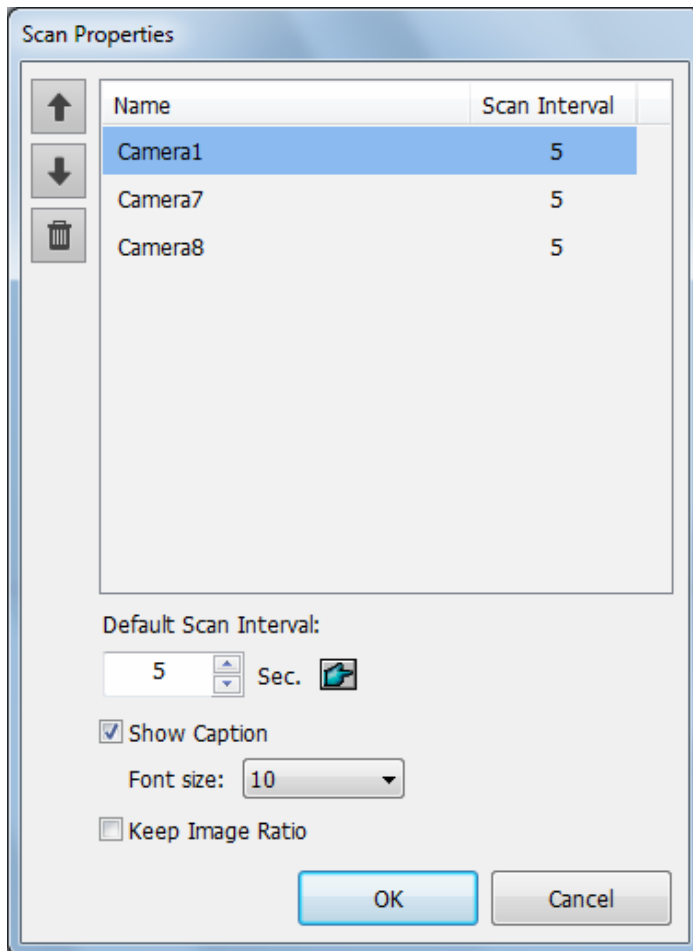 Scan Properties
Name Scan Interval
Camera1 5
Camera7 5
Camera8 5
Default Scan Interval:
5 Sec.
Show Caption
Font size: 10
Keep Image Ratio
OK Cancel